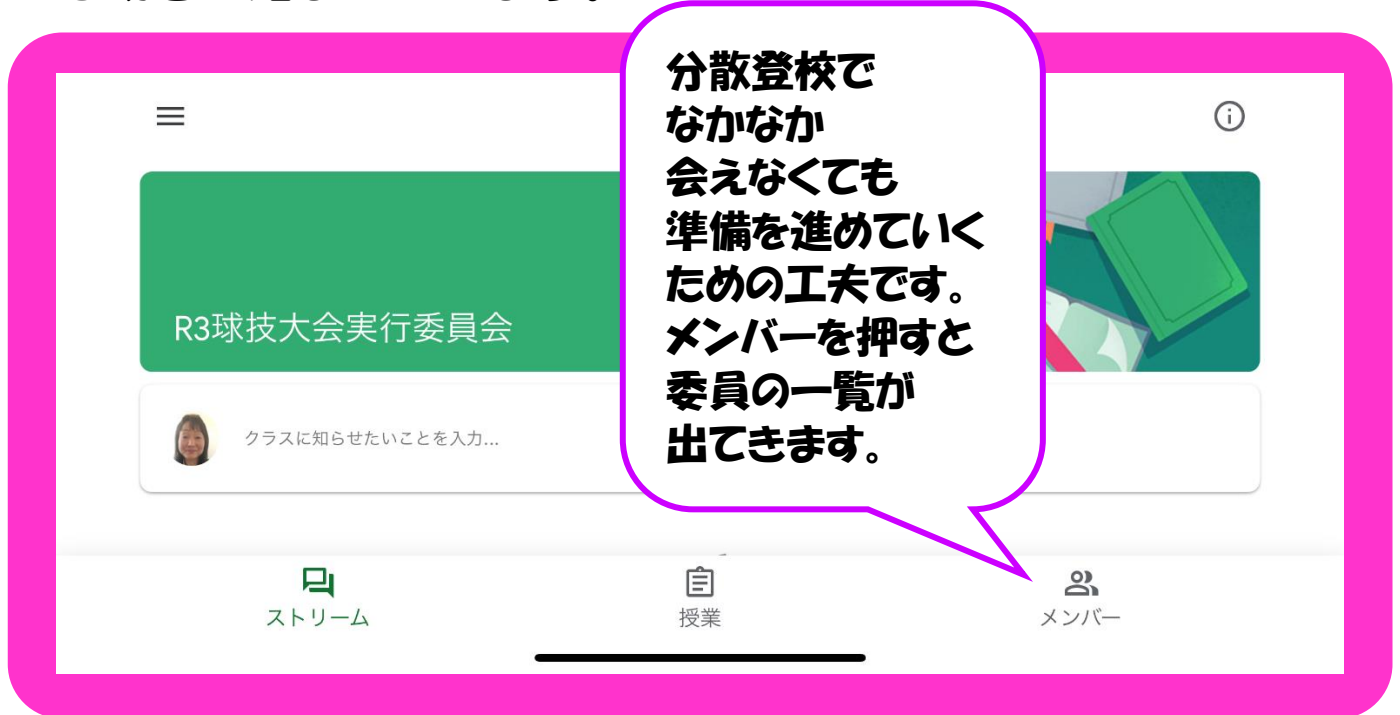 分散登校で
なかなか
会えなくても
準備を進めていく
ための工夫です。
メンバーを押すと
委員の一覧が
出てきます。
R3球技大会実行委員会
クラスに知らせたいことを入力...
ストリーム
授業
メンバー